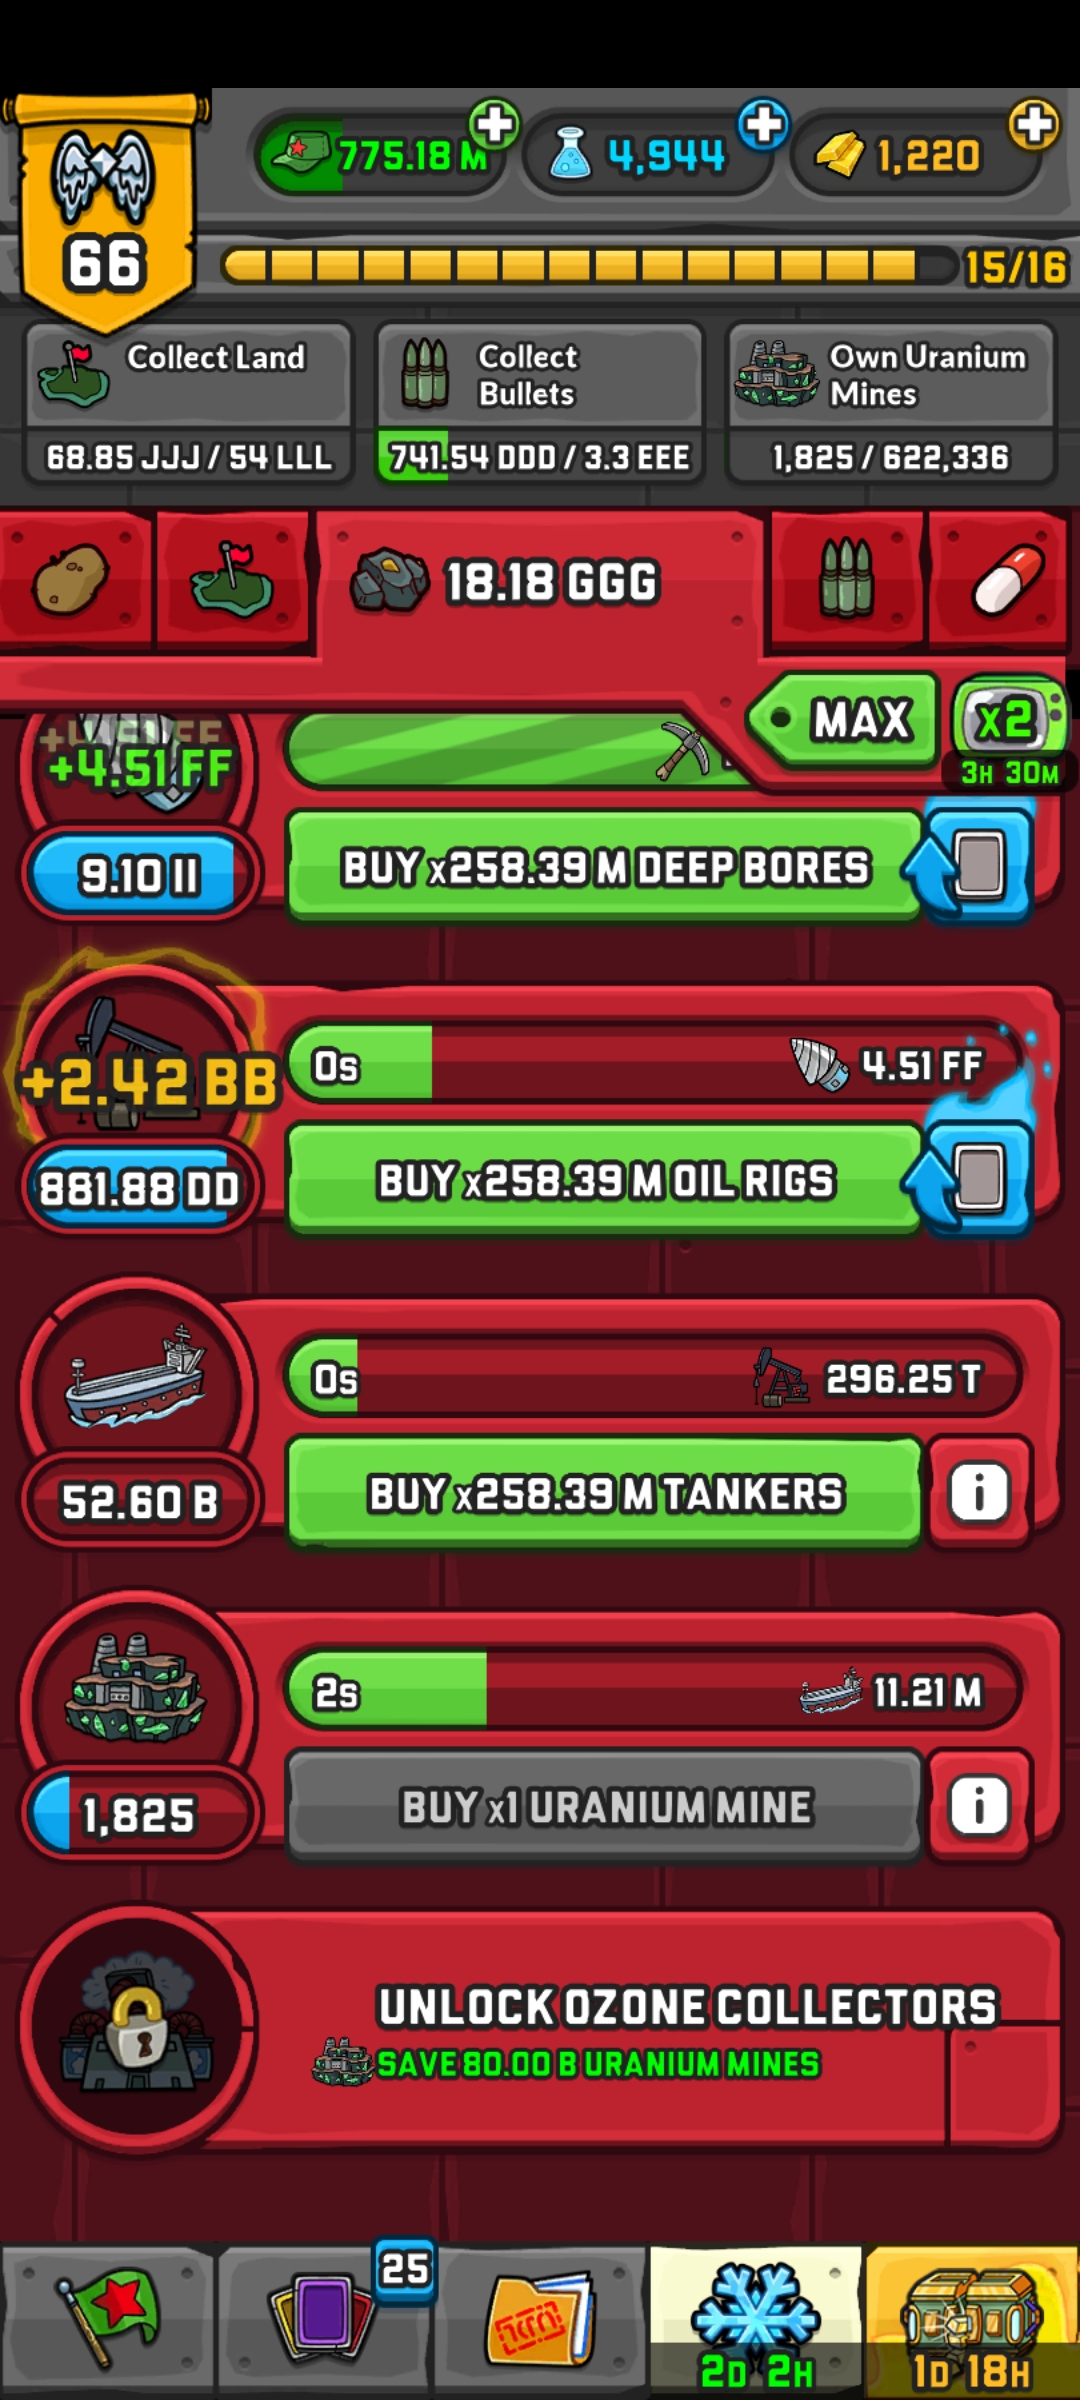 775.18 M
4,944
1,220
66
15/16
Collect Land
68.85 JJJ / 54 LLL
Collect
Bullets
741.54 DDD / 3.3 EEE
Own Uranium
Mines
1,825 / 622,336
18.18 GGG
MAX
x2
3H 30M
+4.51 FF
+4.51 FF
9.10 II
BUY x258.39 M DEEP BORES
+2.42 BB
0s
4.51 FF
881.88 DD
BUY x258.39 M OIL RIGS
0s
296.25 T
52.60 B
BUY x258.39 M TANKERS
i
2s
11.21 M
1,825
BUY x1 URANIUM MINE
i
UNLOCK OZONE COLLECTORS
SAVE 80.00 B URANIUM MINES
25
2D 2H
1D 18H